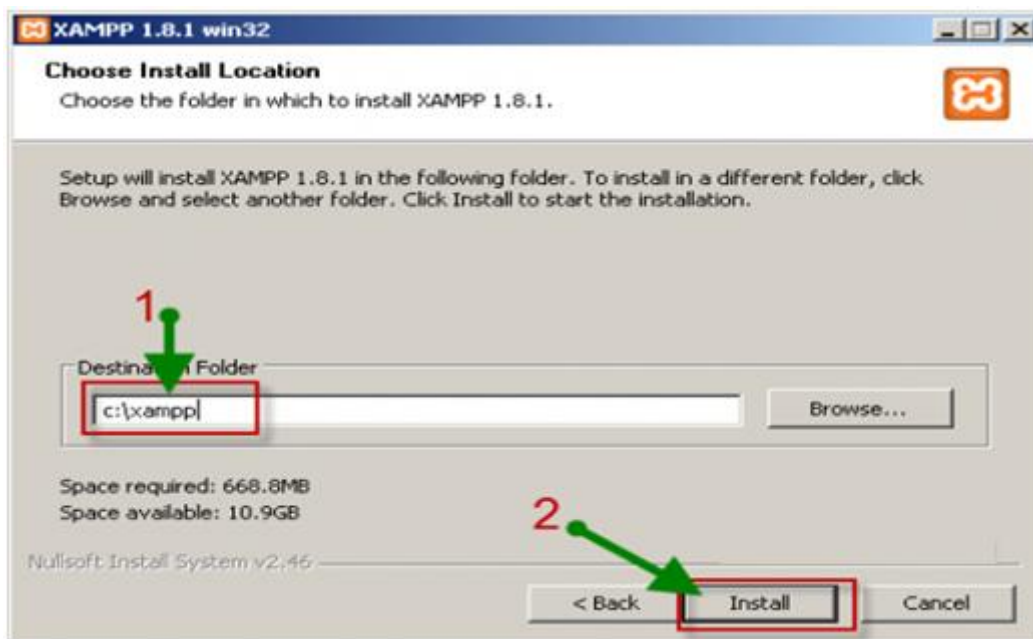 XAMPP 1.8.1 win32
Choose Install Location
Choose the folder in which to install XAMPP 1.8.1.
Setup will install XAMPP 1.8.1 in the following folder. To install in a different folder, click
Browse and select another folder. Click Install to start the installation.
1
Destination Folder
c:\xampp
Browse...
Space required: 668.8MB
Space available: 10.9GB
2
Nullsoft Install System v2.46
< Back
Install
Cancel